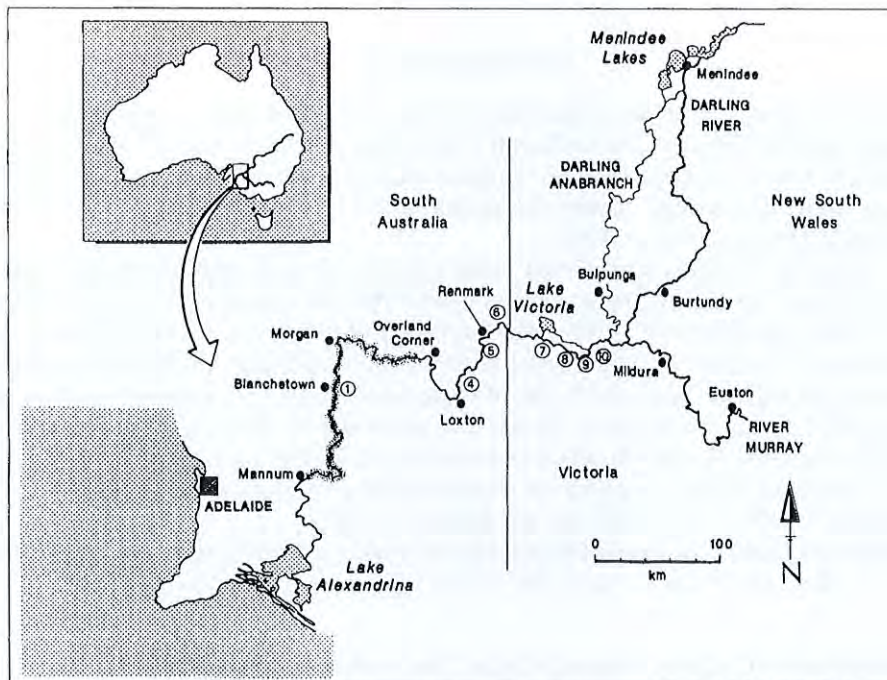 Menindee
Lakes
Menindee
DARLING
RIVER
DARLING
ANABRANCH
South
Australia
New South
Wales
Bulpunga
Lake
Victoria
Burtundy
Renmark
6
Overland
Corner
Morgan
5
7
8
9
10
Mildura
Blanchetown
1
4
Loxton
Euston
RIVER
MURRAY
Mannum
Victoria
ADELAIDE
0
100
km
N
Lake
Alexandrina